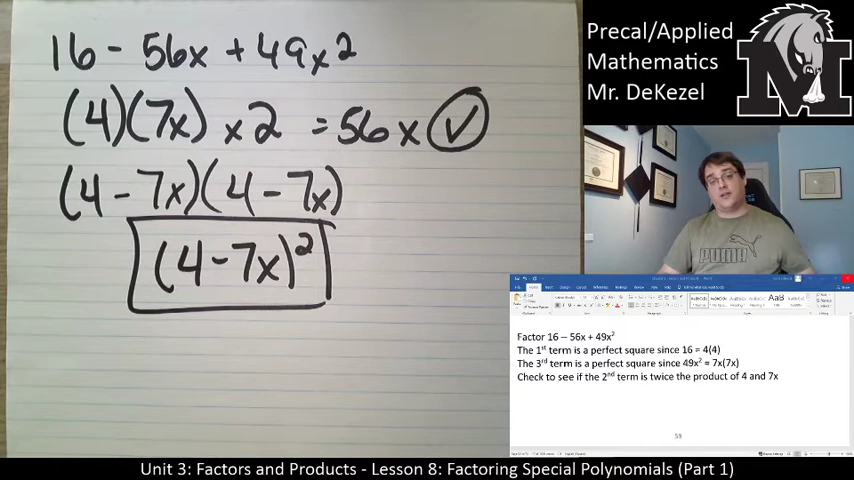 16 - 56x + 49x²
(4)(7x) x 2 = 56x ✓
(4 - 7x)(4 - 7x)
(4 - 7x)²
Precal/Applied
Mathematics
Mr. DeKezel
M
PUMA
Factor 16 – 56x + 49x²
The 1st term is a perfect square since 16 = 4(4)
The 3rd term is a perfect square since 49x² = 7x(7x)
Check to see if the 2nd term is twice the product of 4 and 7x
59
Unit 3: Factors and Products - Lesson 8: Factoring Special Polynomials (Part 1)